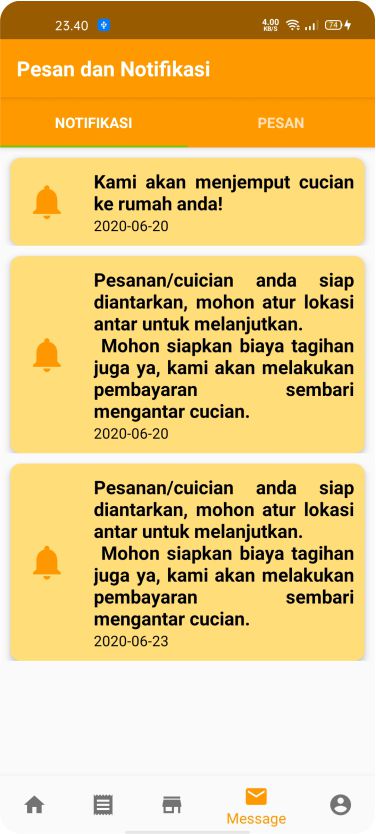 23.40 4.00 KB/S 74
Pesan dan Notifikasi
NOTIFIKASI PESAN
Kami akan menjemput cucian
ke rumah anda!
2020-06-20
Pesanan/cuician anda siap
diantarkan, mohon atur lokasi
antar untuk melanjutkan.
Mohon siapkan biaya tagihan
juga ya, kami akan melakukan
pembayaran sembari
mengantar cucian.
2020-06-20
Pesanan/cuician anda siap
diantarkan, mohon atur lokasi
antar untuk melanjutkan.
Mohon siapkan biaya tagihan
juga ya, kami akan melakukan
pembayaran sembari
mengantar cucian.
2020-06-23
Message